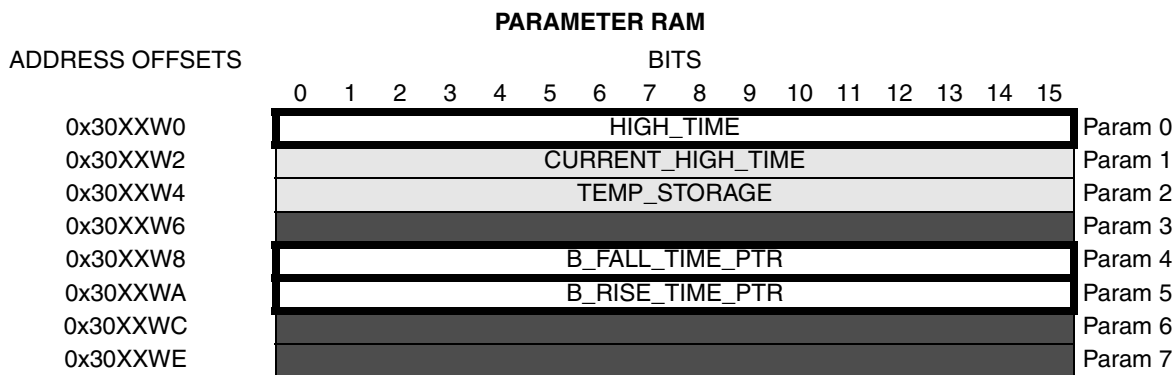 PARAMETER RAM
ADDRESS OFFSETS BITS
0 1 2 3 4 5 6 7 8 9 10 11 12 13 14 15
0x30XXW0 HIGH_TIME Param 0
0x30XXW2 CURRENT_HIGH_TIME Param 1
0x30XXW4 TEMP_STORAGE Param 2
0x30XXW6 Param 3
0x30XXW8 B_FALL_TIME_PTR Param 4
0x30XXWA B_RISE_TIME_PTR Param 5
0x30XXWC Param 6
0x30XXWE Param 7